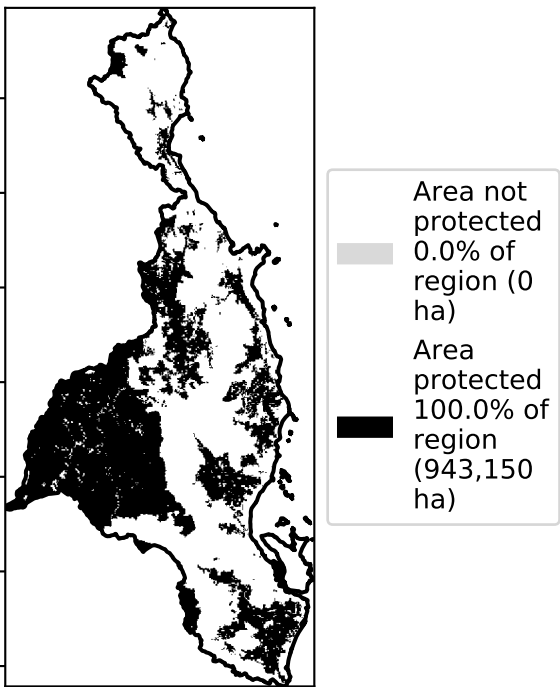 Area not
protected
0.0% of
region (0
ha)
Area
protected
100.0% of
region
(943,150
ha)